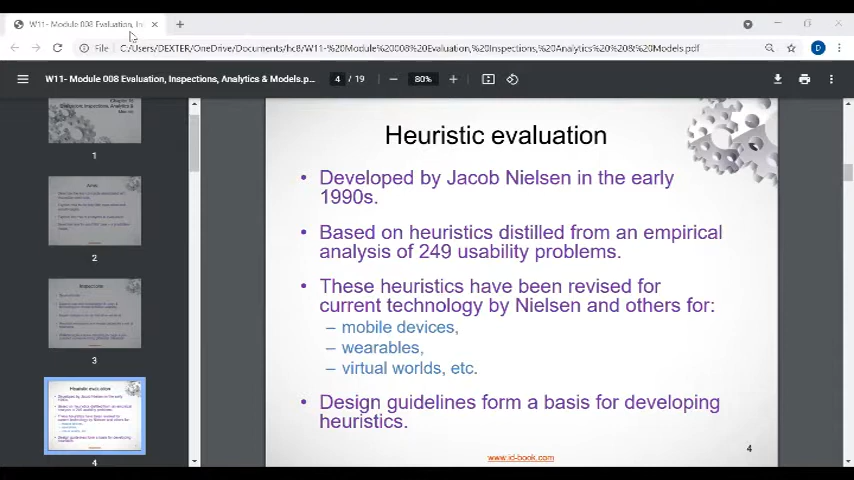 W11- Module 008 Evaluation, In
File
C:/Users/DEXTER/OneDrive/Documents/hc8/W11-%20Module%20008%20Evaluation,%20Inspections,%20Analytics%20%20&%20Models.pdf
D
W11- Module 008 Evaluation, Inspections, Analytics & Models.p...
4 / 19
80%
1
2
3
Heuristic evaluation
4
Heuristic evaluation
• Developed by Jacob Nielsen in the early
1990s.
• Based on heuristics distilled from an empirical
analysis of 249 usability problems.
• These heuristics have been revised for
current technology by Nielsen and others for:
– mobile devices,
– wearables,
– virtual worlds, etc.
• Design guidelines form a basis for developing
heuristics.
www.id-book.com
4